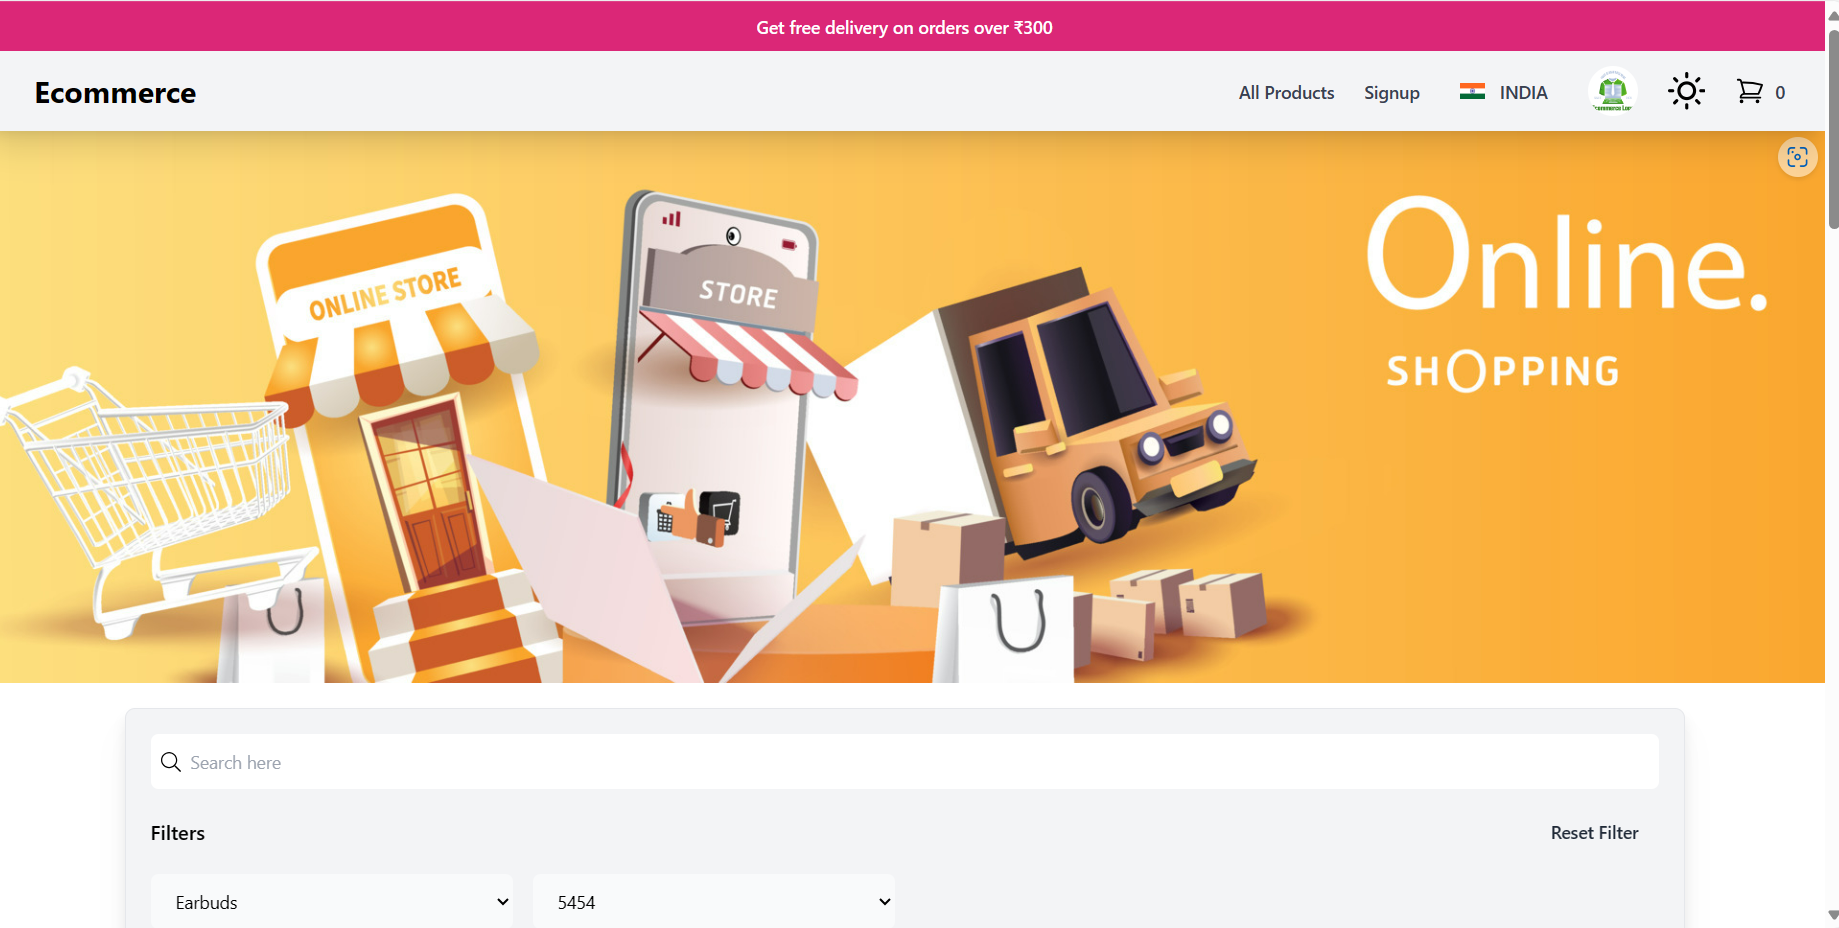 Get free delivery on orders over ₹300
Ecommerce
All Products
Signup
INDIA
0
ONLINE STORE
STORE
Online.
SHOPPING
Search here
Filters
Reset Filter
Earbuds
5454